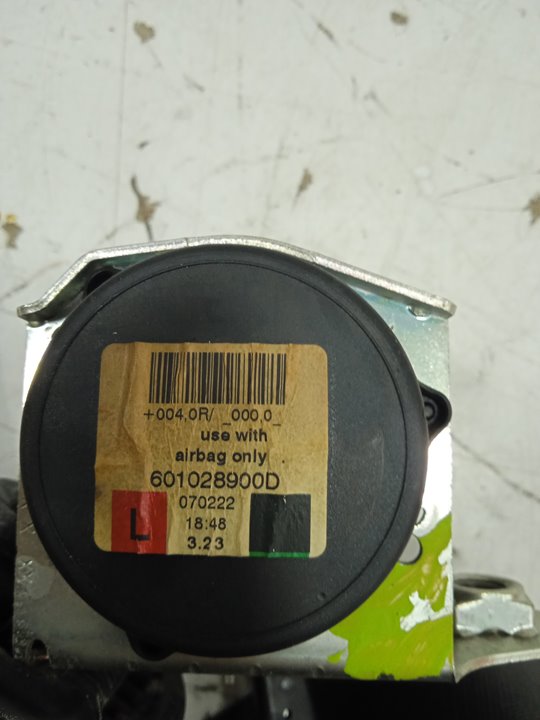 +004,0R/ _000,0_
use with
airbag only
601028900D
070222
L
18:48
3.23